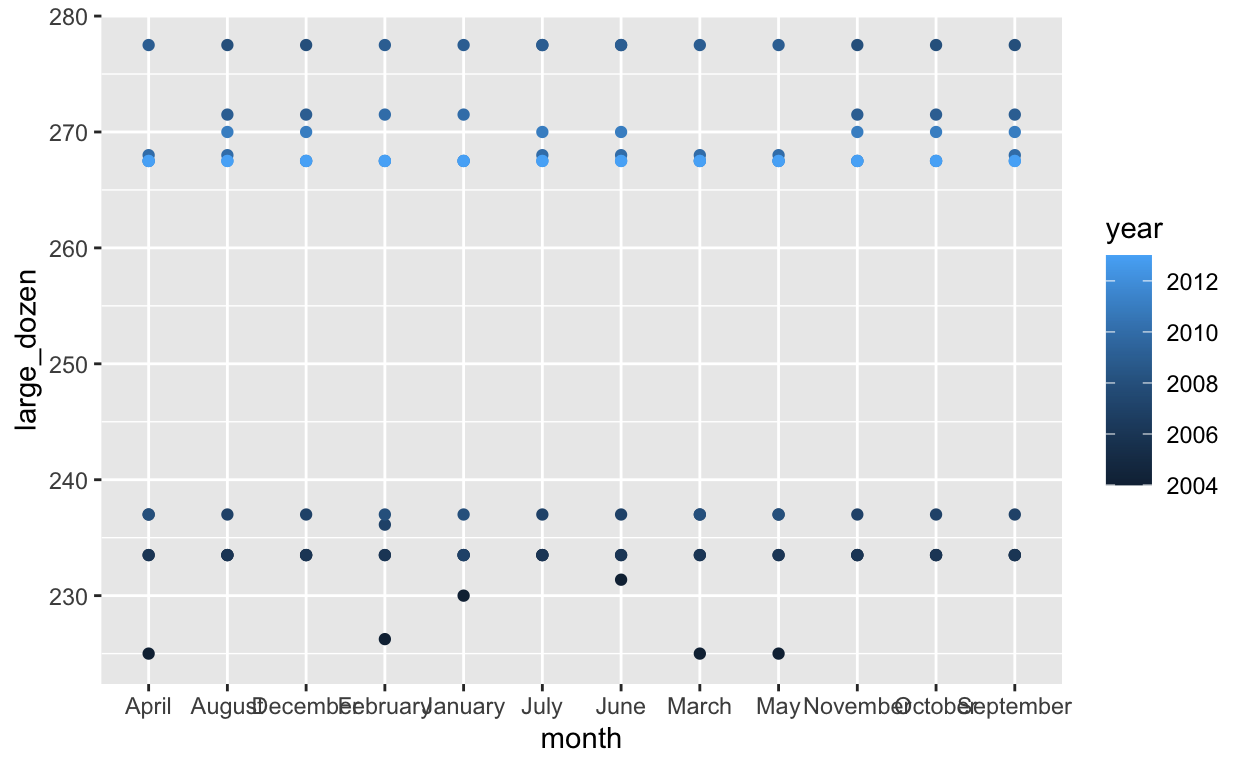 280
270
260
250
240
230
large_dozen
April August December February January July June March May November October September
month
year
2012
2010
2008
2006
2004